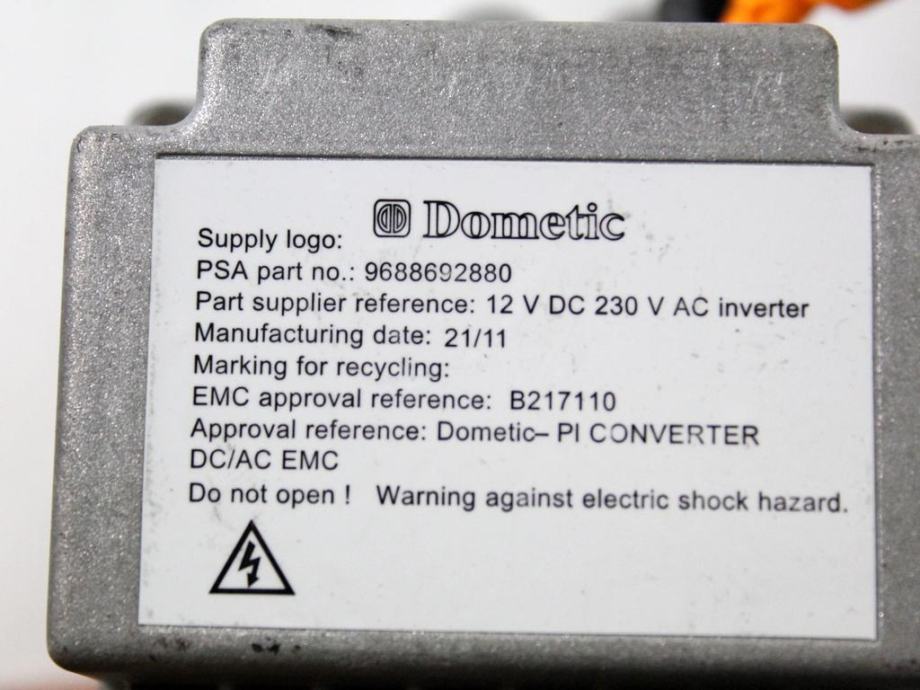 Supply logo: Dometic
PSA part no.: 9688692880
Part supplier reference: 12 V DC 230 V AC inverter
Manufacturing date: 21/11
Marking for recycling:
EMC approval reference: B217110
Approval reference: Dometic– PI CONVERTER
DC/AC EMC
Do not open ! Warning against electric shock hazard.